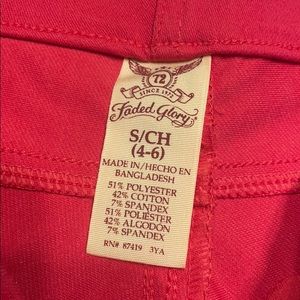 72
SINCE 1972
Faded Glory
S/CH
(4-6)
MADE IN/HECHO EN
BANGLADESH
51% POLYESTER
42% COTTON
7% SPANDEX
51% POLIÉSTER
42% ALGODÓN
7% SPANDEX
RN# 87419 3YA